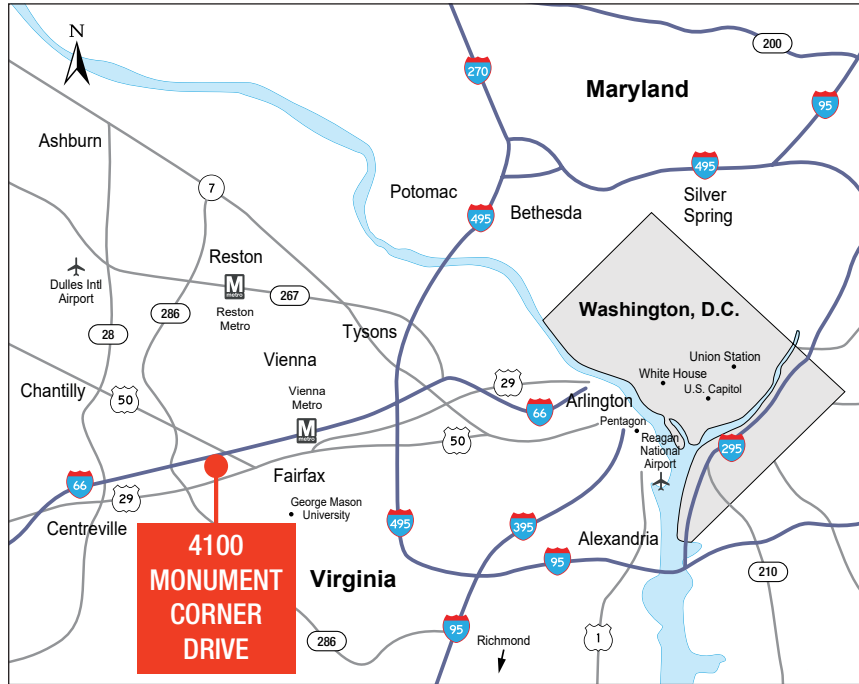 N
200
270
Maryland
95
Ashburn
495
7
Potomac
Silver
Spring
495
Bethesda
Reston
M
metro
Dulles Intl
Airport
267
Reston
Metro
286
Washington, D.C.
28
Tysons
Union Station
Vienna
White House
29
U.S. Capitol
Chantilly
50
Vienna
Metro
Arlington
66
M
metro
Pentagon
50
Reagan
National
Airport
295
Fairfax
66
29
George Mason
University
Centreville
495
395
Alexandria
4100
MONUMENT
CORNER
DRIVE
95
210
Virginia
95
286
Richmond
1